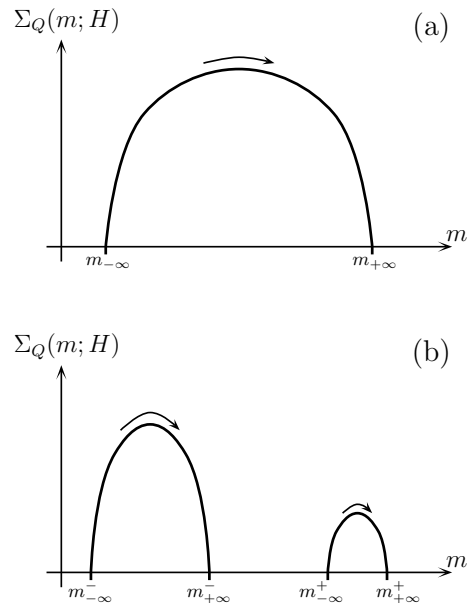 Σ_Q(m; H)
(a)
m
m_{−∞}
m_{+∞}
Σ_Q(m; H)
(b)
m
m^-_{−∞}
m^-_{+∞}
m^+_{−∞}
m^+_{+∞}